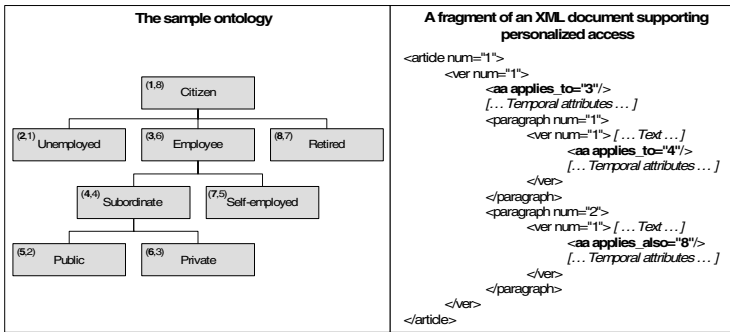 The sample ontology
(1,8)
Citizen
(2,1)
Unemployed
(3,6)
Employee
(8,7)
Retired
(4,4)
Subordinate
(7,5)
Self-employed
(5,2)
Public
(6,3)
Private
A fragment of an XML document supporting
personalized access
<article num="1">
<ver num="1">
<aa applies_to="3"/>
[… Temporal attributes … ]
<paragraph num="1">
<ver num="1"> [ … Text … ]
<aa applies_to="4"/>
[… Temporal attributes … ]
</ver>
</paragraph>
<paragraph num="2">
<ver num="1"> [ … Text … ]
<aa applies_also="8"/>
[… Temporal attributes … ]
</ver>
</paragraph>
</ver>
</article>